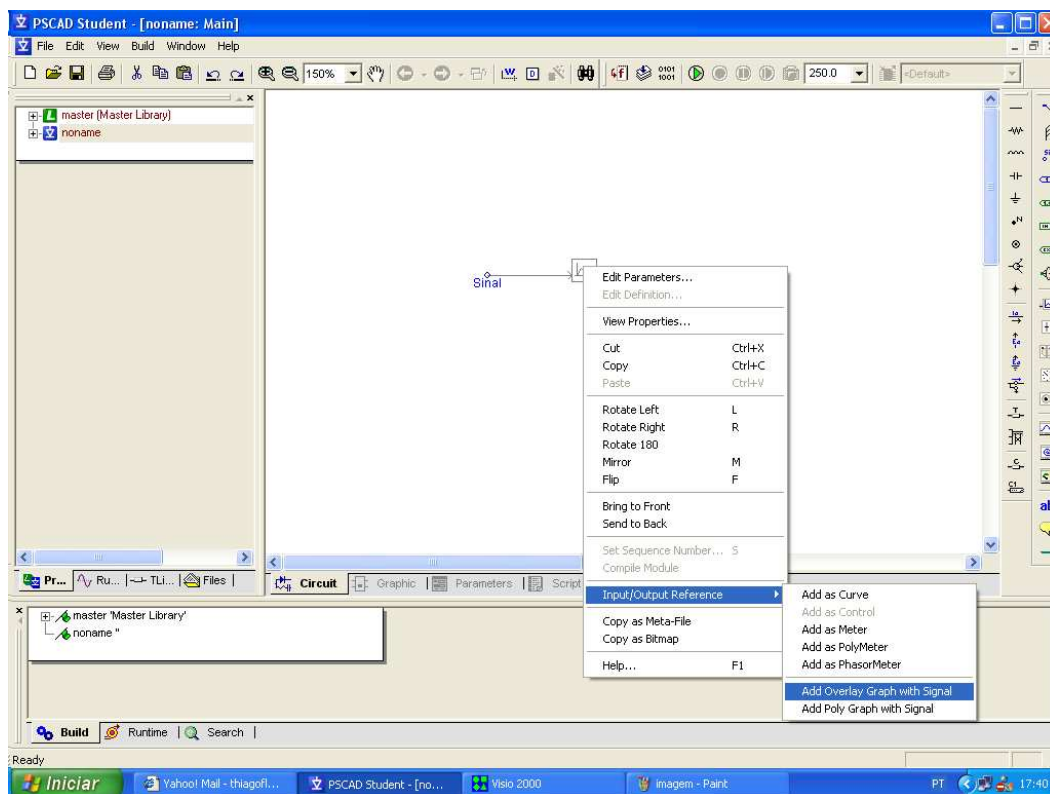 PSCAD Student - [noname: Main]
File Edit View Build Window Help
150% 250.0 <Default>
master (Master Library)
noname
Sinal
Edit Parameters...
Edit Definition...
View Properties...
Cut Ctrl+X
Copy Ctrl+C
Paste Ctrl+V
Rotate Left L
Rotate Right R
Rotate 180
Mirror M
Flip F
Bring to Front
Send to Back
Set Sequence Number... S
Compile Module
Input/Output Reference
Copy as Meta-File
Copy as Bitmap
Help... F1
Add as Curve
Add as Control
Add as Meter
Add as PolyMeter
Add as PhasorMeter
Add Overlay Graph with Signal
Add Poly Graph with Signal
Pr... Ru... TLi... Files
Circuit Graphic Parameters Script
master 'Master Library'
noname ''
Build Runtime Search
Ready
Iniciar Yahoo! Mail - thiagofl... PSCAD Student - [no... Visio 2000 imagem - Paint PT 17:40